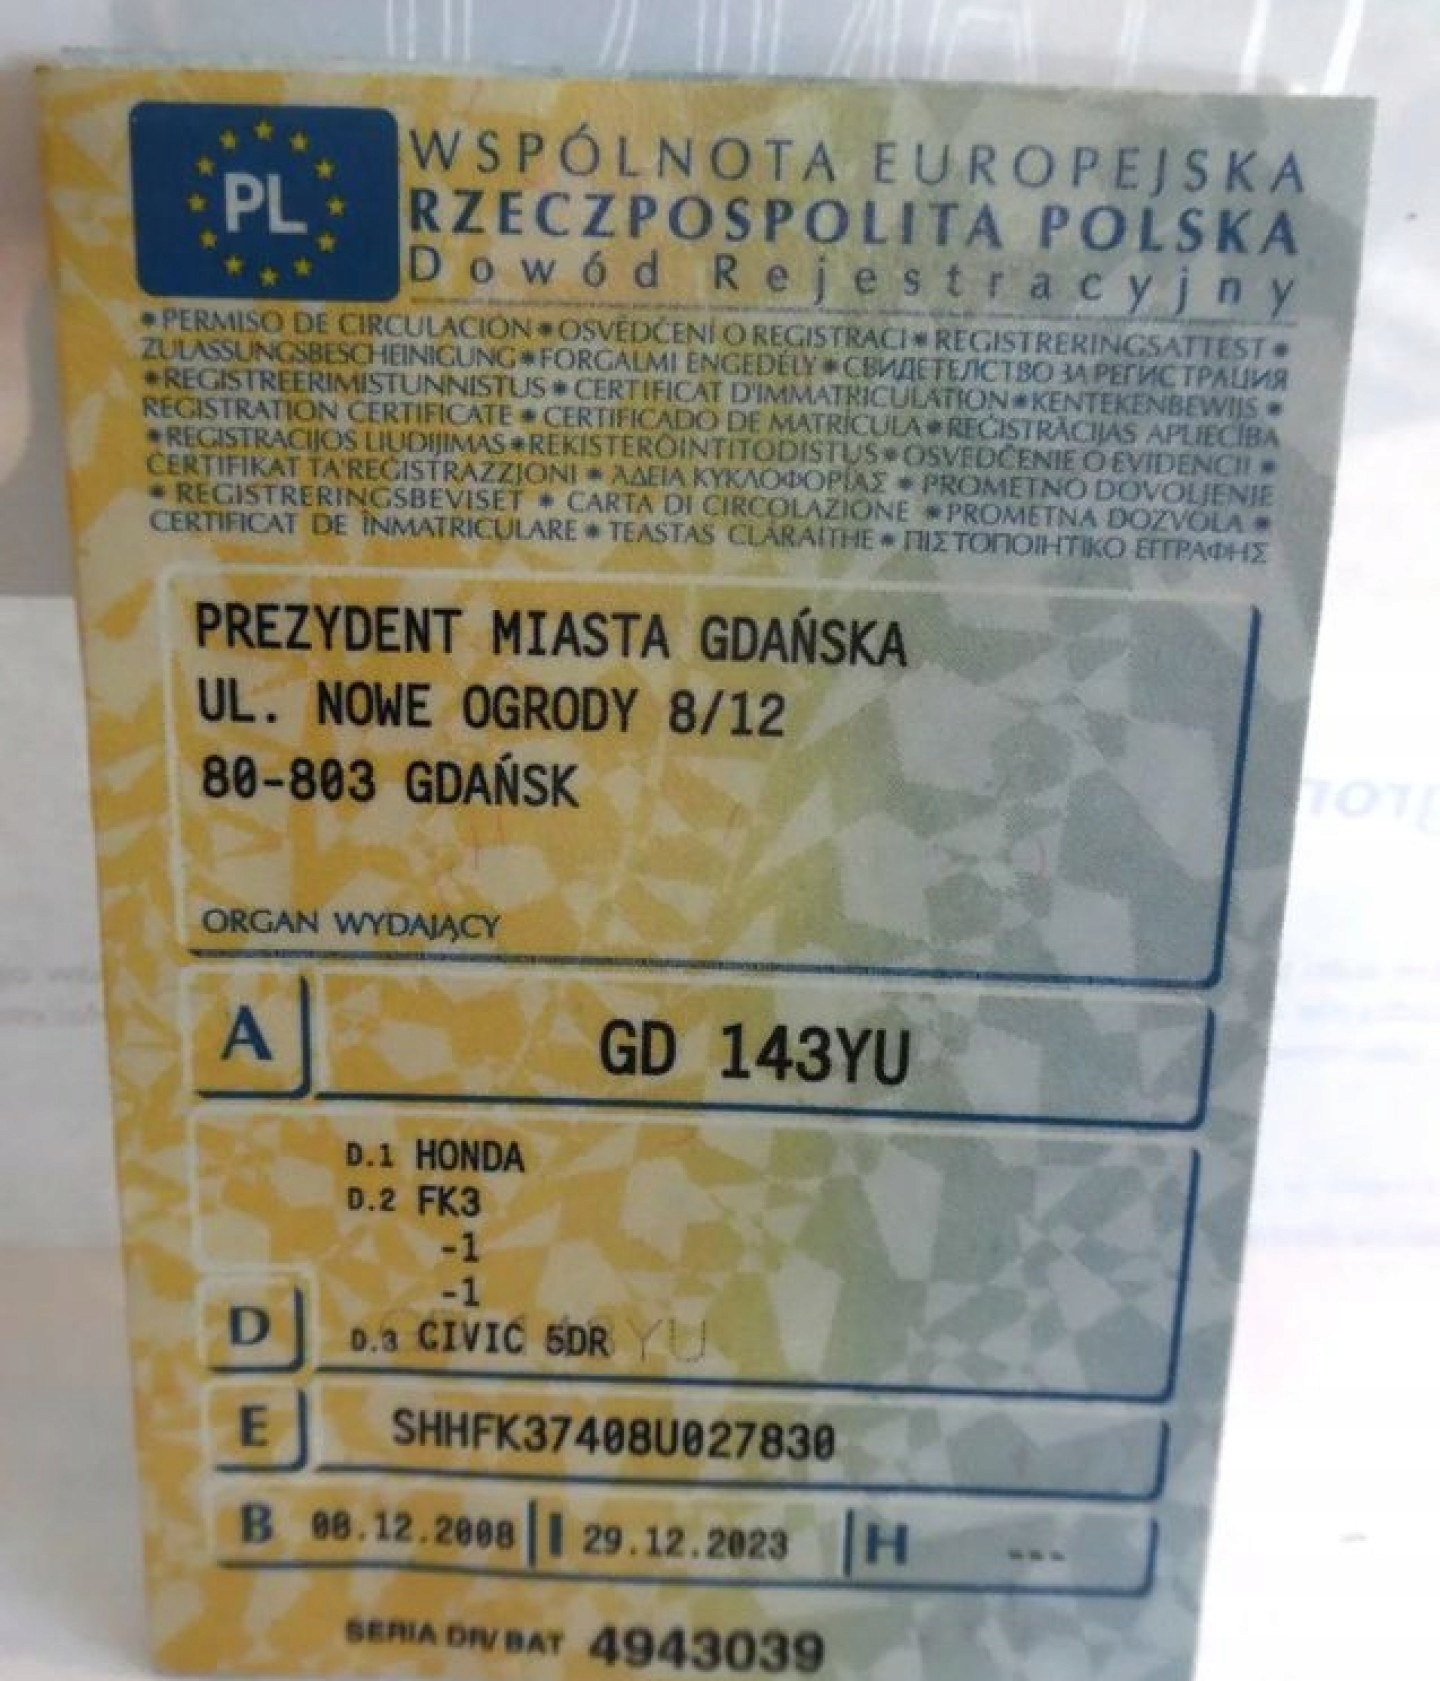 PL
WSPÓLNOTA EUROPEJSKA
RZECZPOSPOLITA POLSKA
Dowód Rejestracyjny
*PERMISO DE CIRCULACIÓN*OSVĚDČENÍ O REGISTRACI*REGISTRERINGSATTEST*
ZULASSUNGSBESCHEINIGUNG*FORGALMI ENGEDÉLY*СВИДЕТЕЛСТВО ЗА РЕГИСТРАЦИЯ
*REGISTREERIMISTUNNISTUS*CERTIFICAT D'IMMATRICULATION*KENTEKENBEWIJS*
REGISTRATION CERTIFICATE*CERTIFICADO DE MATRÍCULA*REĢISTRĀCIJAS APLIECĪBA
*REGISTRACIJOS LIUDIJIMAS*REKISTERÖINTITODISTUS*OSVEDČENIE O EVIDENCII*
ĊERTIFIKAT TA'REĠISTRAZZJONI*ΆΔΕΙΑ ΚΥΚΛΟΦΟΡΊΑΣ*PROMETNO DOVOLJENJE
*REGISTRERINGSBEVISET*CARTA DI CIRCOLAZIONE*PROMETNA DOZVOLA*
CERTIFICAT DE ÎNMATRICULARE*TEASTAS CLÁRAITHE*ΠΙΣΤΟΠΟΙΗΤΙΚΟ ΕΓΓΡΑΦΗΣ
PREZYDENT MIASTA GDAŃSKA
UL. NOWE OGRODY 8/12
80-803 GDAŃSK
ORGAN WYDAJĄCY
A GD 143YU
D.1 HONDA
D.2 FK3
-1
-1
D D.3 CIVIC 5DR YU
E SHHFK37408U027830
B 08.12.2008 I 29.12.2023 H ---
SERIA DR/BAT 4943039